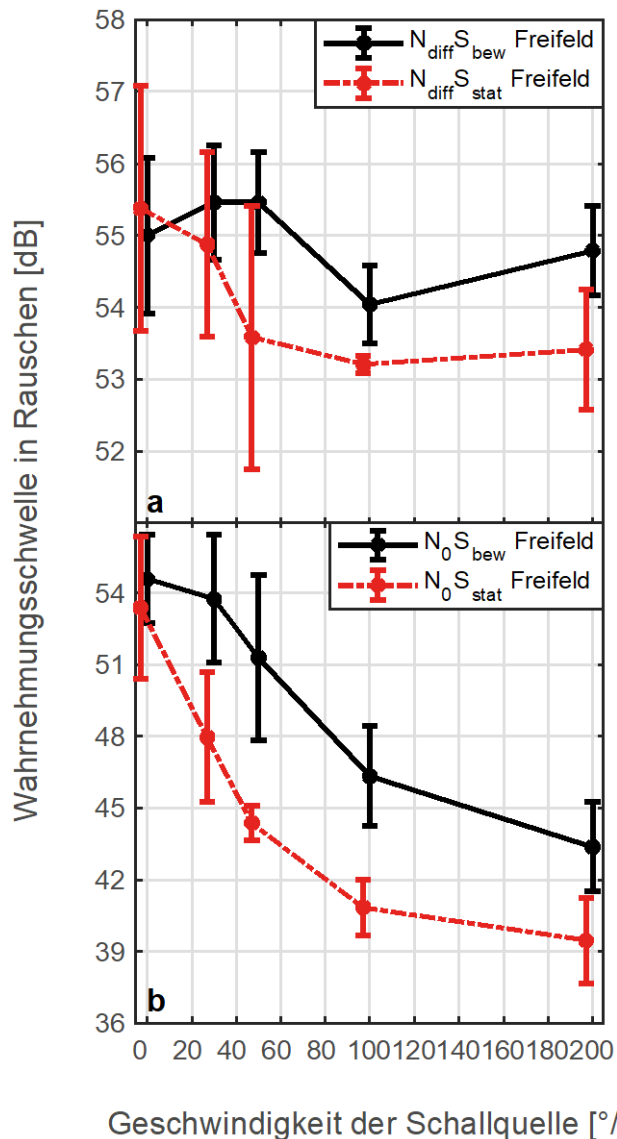 58
57
56
55
54
53
52
N_diff S_bew Freifeld
N_diff S_stat Freifeld
a
Wahrnehmungsschwelle in Rauschen [dB]
54
51
48
45
42
39
36
N_0 S_bew Freifeld
N_0 S_stat Freifeld
b
0 20 40 60 80 100 120 140 160 180 200
Geschwindigkeit der Schallquelle [°/